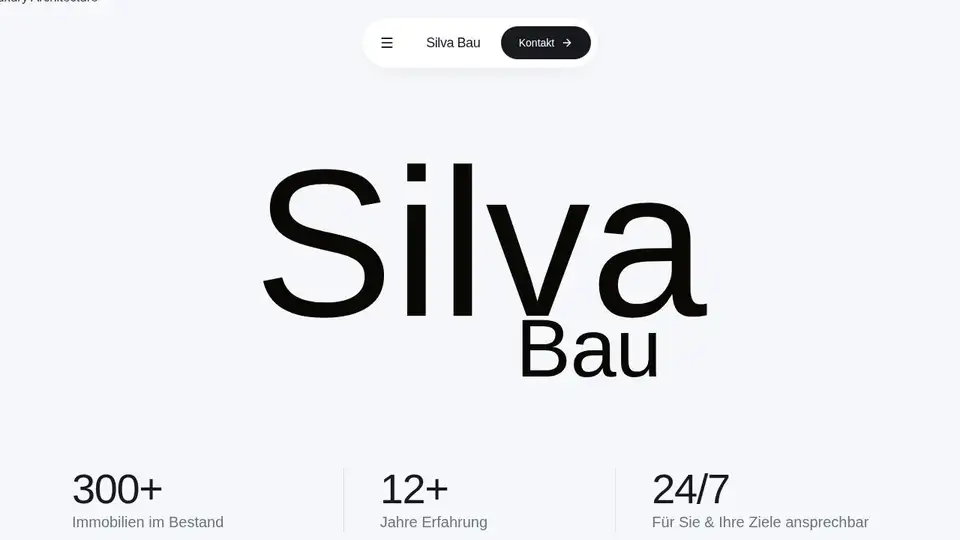 Architecture
☰ Silva Bau Kontakt →
Silva
Bau
300+
Immobilien im Bestand
12+
Jahre Erfahrung
24/7
Für Sie & Ihre Ziele ansprechbar